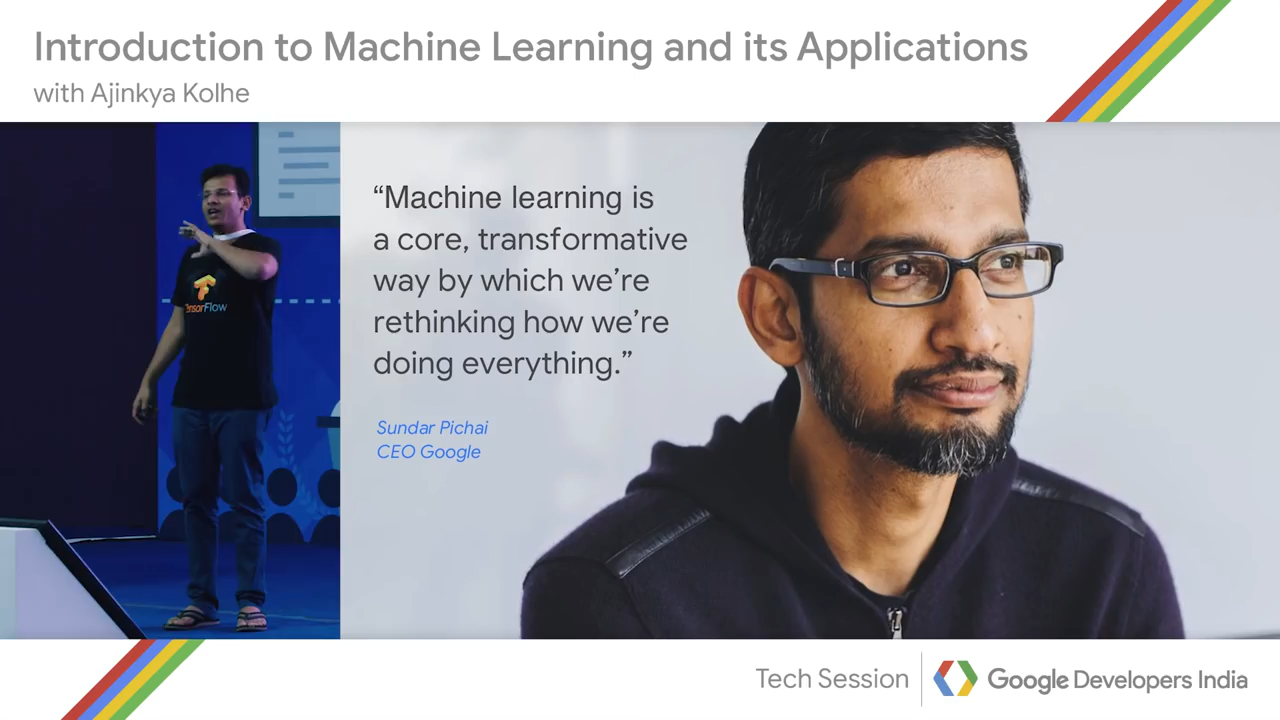 Introduction to Machine Learning and its Applications
with Ajinkya Kolhe
TensorFlow
“Machine learning is
a core, transformative
way by which we’re
rethinking how we’re
doing everything.”
Sundar Pichai
CEO Google
Tech Session
Google Developers India